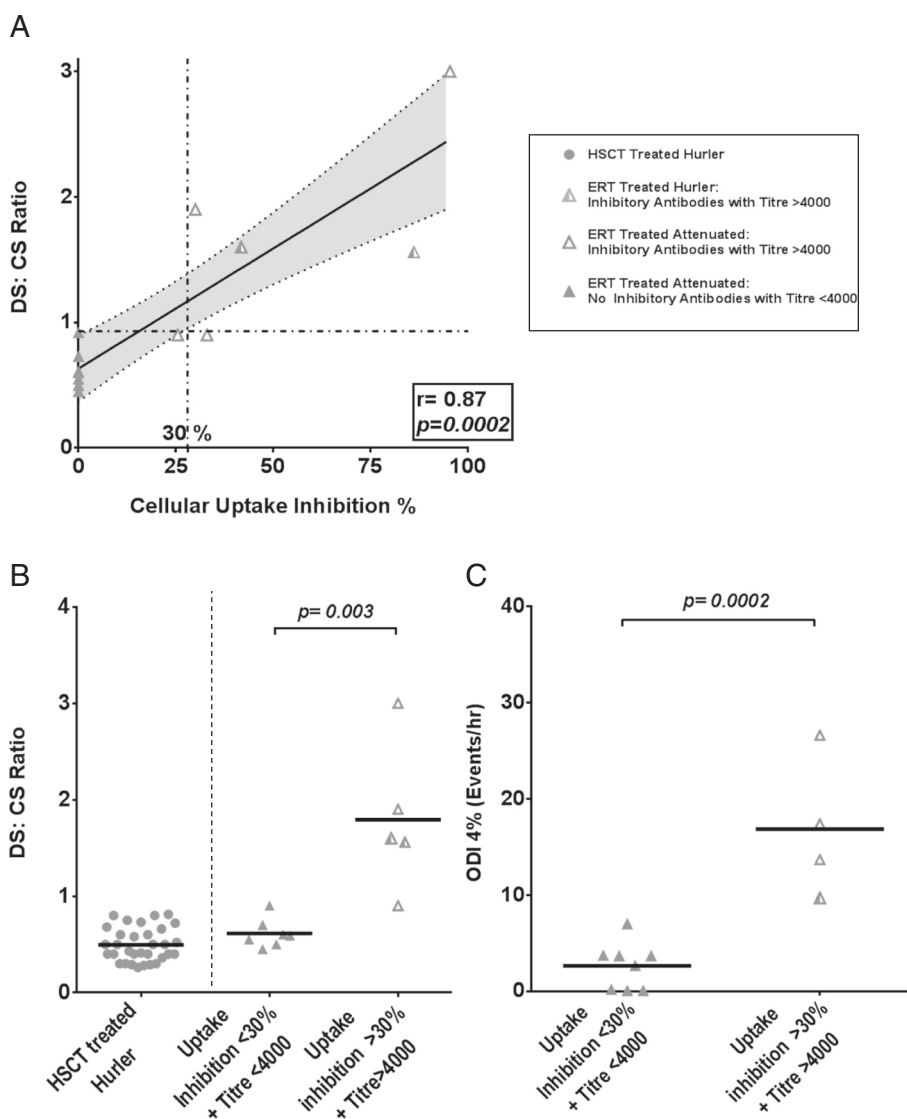 A
3
2
1
0
DS: CS Ratio
30 %
r= 0.87
p=0.0002
0
25
50
75
100
Cellular Uptake Inhibition %
HSCT Treated Hurler
ERT Treated Hurler:
Inhibitory Antibodies with Titre >4000
ERT Treated Attenuated:
Inhibitory Antibodies with Titre >4000
ERT Treated Attenuated:
No Inhibitory Antibodies with Titre <4000
B
4
3
2
1
0
DS: CS Ratio
p= 0.003
HSCT treated
Hurler
Uptake
Inhibition <30%
+ Titre <4000
Uptake
inhibition >30%
+ Titre>4000
C
40
30
20
10
0
ODI 4% (Events/hr)
p=0.0002
Uptake
Inhibition <30%
+ Titre <4000
Uptake
inhibition >30%
+ Titre >4000